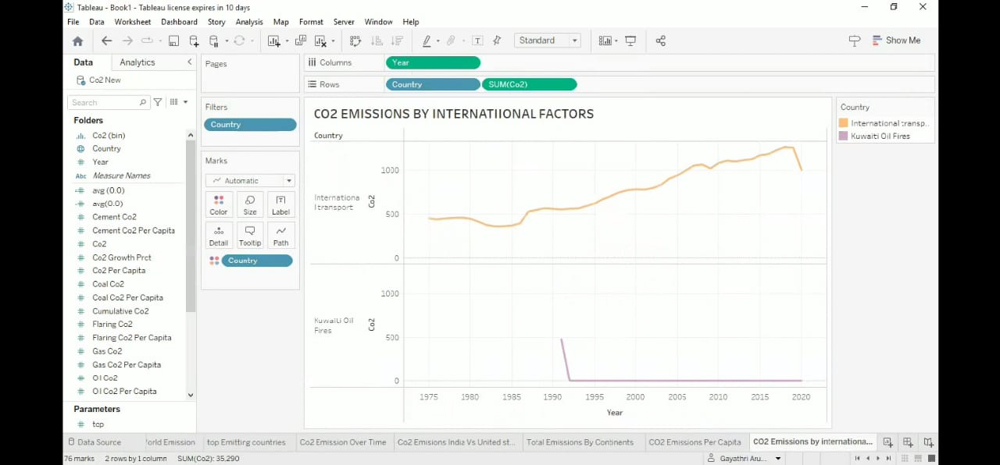 Tableau - Book1 - Tableau license expires in 10 days
File Data Worksheet Dashboard Story Analysis Map Format Server Window Help
Standard
Show Me
Data Analytics
Co2 New
Search
Folders
Co2 (bin)
Country
Year
Abc Measure Names
avg (0.0)
avg(0.0)
Cement Co2
Cement Co2 Per Capita
Co2
Co2 Growth Prct
Co2 Per Capita
Coal Co2
Coal Co2 Per Capita
Cumulative Co2
Flaring Co2
Flaring Co2 Per Capita
Gas Co2
Gas Co2 Per Capita
Oil Co2
Oil Co2 Per Capita
Parameters
top
Pages
Filters
Country
Marks
Automatic
Color Size Label
Detail Tooltip Path
Country
Columns Year
Rows Country SUM(Co2)
CO2 EMISSIONS BY INTERNATIIONAL FACTORS
Country
Internationa
l transport
Co2
1000
500
0
Kuwaiti Oil
Fires
Co2
1000
500
0
1975 1980 1985 1990 1995 2000 2005 2010 2015 2020
Year
Country
International transp..
Kuwaiti Oil Fires
Data Source orld Emission top Emitting countries Co2 Emission Over Time Co2 Emisions India Vs United st... Total Emissions By Continents CO2 Emissions Per Capita CO2 Emissions by internationa...
76 marks 2 rows by 1 column SUM(Co2): 35,290 Gayathri Aru...